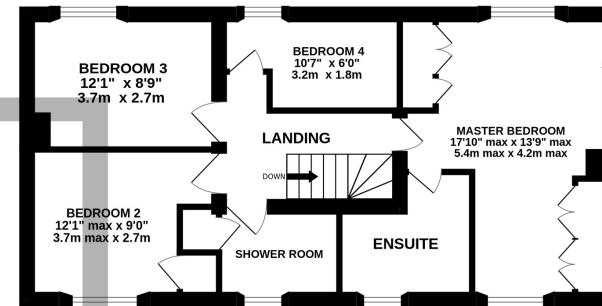 BEDROOM 3
12'1" x 8'9"
3.7m x 2.7m
BEDROOM 4
10'7" x 6'0"
3.2m x 1.8m
LANDING
DOWN
MASTER BEDROOM
17'10" max x 13'9" max
5.4m max x 4.2m max
BEDROOM 2
12'1" max x 9'0"
3.7m max x 2.7m
SHOWER ROOM
ENSUITE